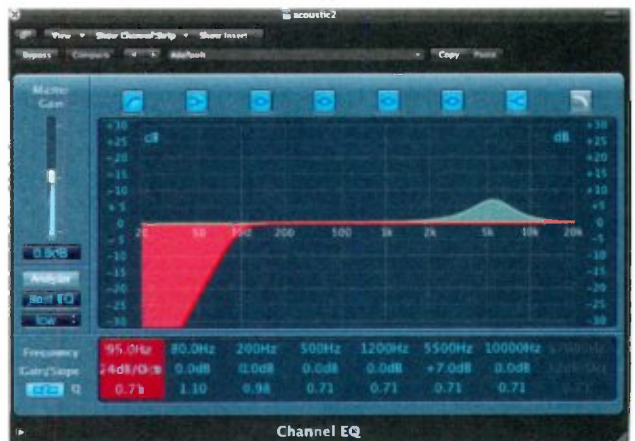 acoustic2
View Show Channel Strip Show Insert
Bypass Compare Copy Paste
Master
Gain
+30 +30
+25 dB dB +25
+20 +20
+15 +15
+10 +10
+5 +5
0 20 50 100 200 500 1k 2k 5k 10k 20k 0
-5 -5
-10 -10
-15 -15
-20 -20
-25 -25
-30 -30
Analyzer
Post EQ
low
Frequency 95.0Hz 80.0Hz 200Hz 500Hz 1200Hz 5500Hz 10000Hz
Gain/Slope 24dB/Oct 0.0dB 0.0dB 0.0dB 0.0dB +7.0dB 0.0dB
Q 0.71 1.10 0.98 0.71 0.71 0.71 0.71
Channel EQ